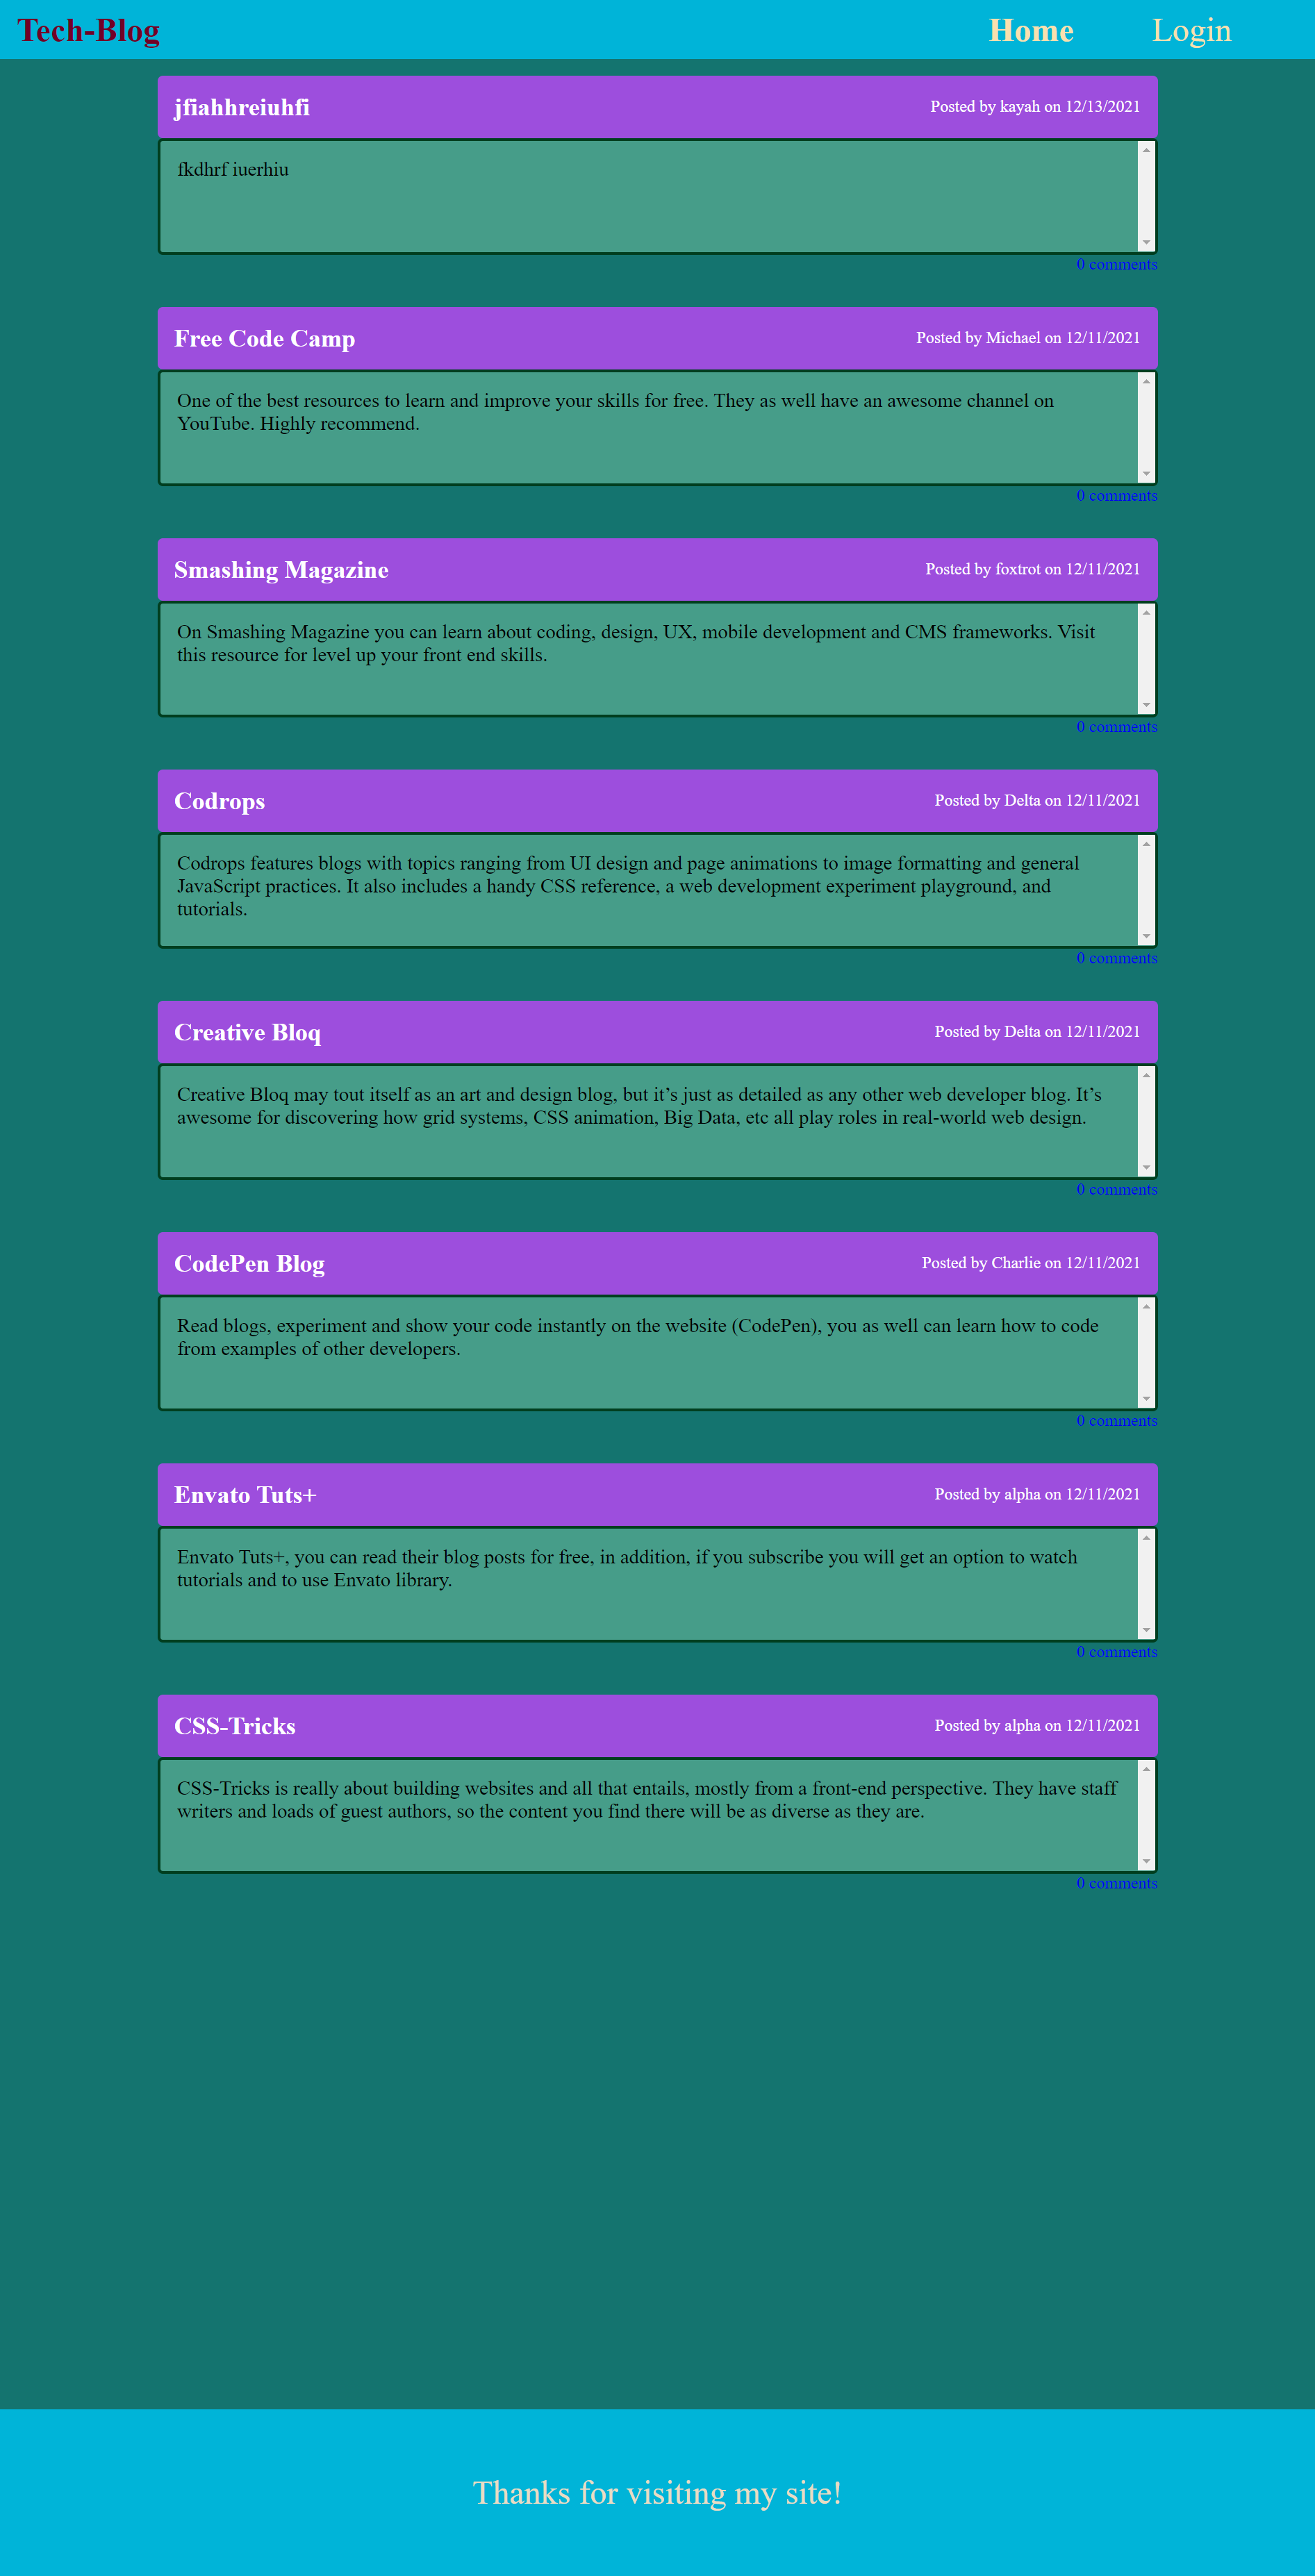 Tech-Blog
Home
Login
jfiahhreiuhfi
Posted by kayah on 12/13/2021
fkdhrf iuerhiu
0 comments
Free Code Camp
Posted by Michael on 12/11/2021
One of the best resources to learn and improve your skills for free. They as well have an awesome channel on
YouTube. Highly recommend.
0 comments
Smashing Magazine
Posted by foxtrot on 12/11/2021
On Smashing Magazine you can learn about coding, design, UX, mobile development and CMS frameworks. Visit
this resource for level up your front end skills.
0 comments
Codrops
Posted by Delta on 12/11/2021
Codrops features blogs with topics ranging from UI design and page animations to image formatting and general
JavaScript practices. It also includes a handy CSS reference, a web development experiment playground, and
tutorials.
0 comments
Creative Bloq
Posted by Delta on 12/11/2021
Creative Bloq may tout itself as an art and design blog, but it’s just as detailed as any other web developer blog. It’s
awesome for discovering how grid systems, CSS animation, Big Data, etc all play roles in real-world web design.
0 comments
CodePen Blog
Posted by Charlie on 12/11/2021
Read blogs, experiment and show your code instantly on the website (CodePen), you as well can learn how to code
from examples of other developers.
0 comments
Envato Tuts+
Posted by alpha on 12/11/2021
Envato Tuts+, you can read their blog posts for free, in addition, if you subscribe you will get an option to watch
tutorials and to use Envato library.
0 comments
CSS-Tricks
Posted by alpha on 12/11/2021
CSS-Tricks is really about building websites and all that entails, mostly from a front-end perspective. They have staff
writers and loads of guest authors, so the content you find there will be as diverse as they are.
0 comments
Thanks for visiting my site!